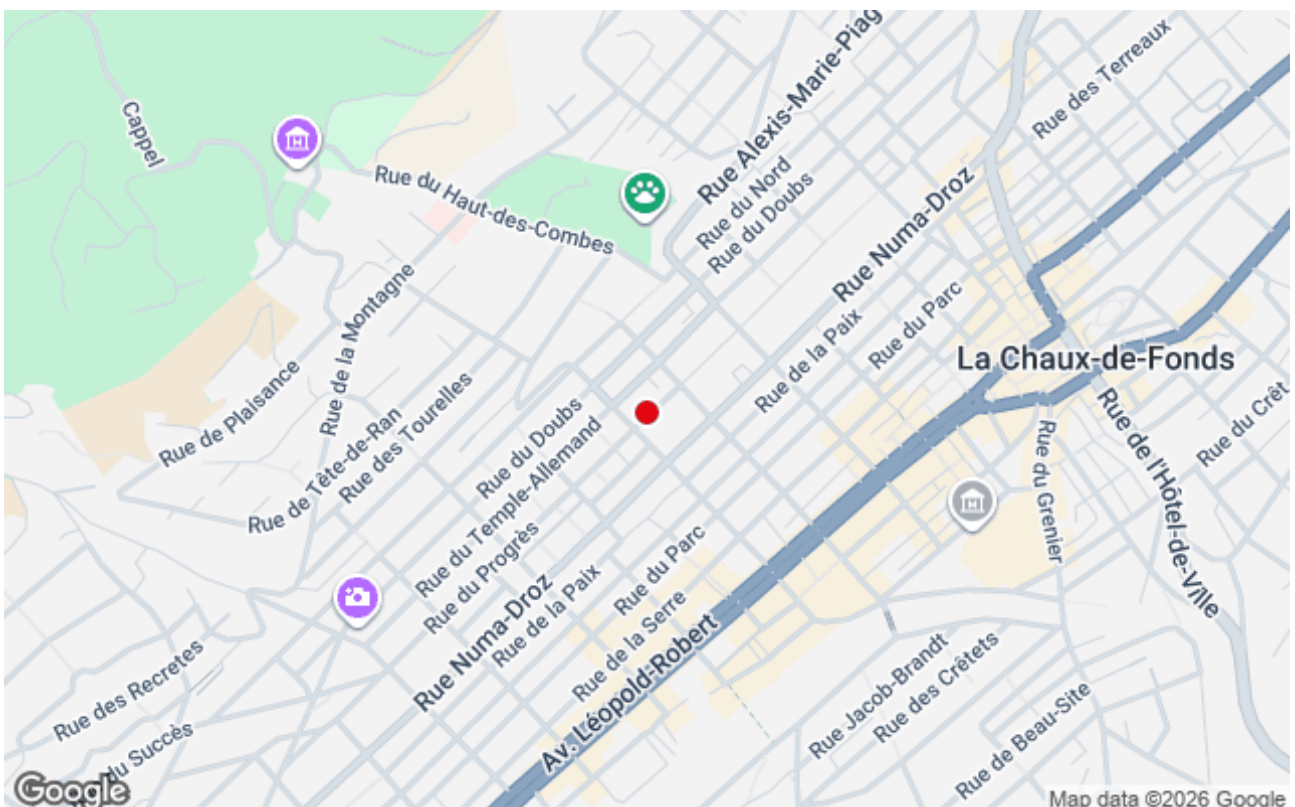 Rue Alexis-Marie-Piag
Rue des Terreaux
Cappel
Rue du Haut-des-Combes
Rue du Nord
Rue du Doubs
Rue Numa-Droz
Rue de la Montagne
Rue du Parc
Rue de la Paix
La Chaux-de-Fonds
Rue de Plaisance
Rue de Tête-de-Ran
Rue des Tourelles
Rue du Doubs
Rue du Temple-Allemand
Rue du Progrès
Rue du Crêt
Rue de l'Hôtel-de-Ville
Rue du Grenier
Rue Numa-Droz
Rue de la Paix
Rue du Parc
Rue de la Serre
Av. Léopold-Robert
Rue des Recretes
du Succès
Rue Jacob-Brandt
Rue des Crêtets
Rue de Beau-Site
Google
Map data ©2026 Google